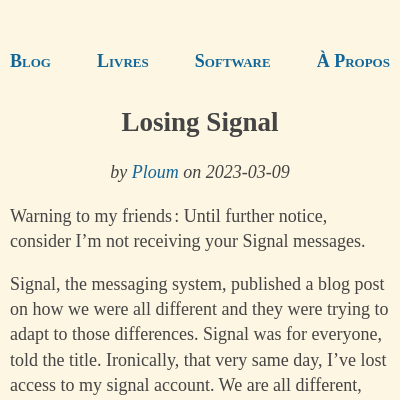 Blog Livres Software À Propos
Losing Signal
by Ploum on 2023-03-09
Warning to my friends : Until further notice,
consider I’m not receiving your Signal messages.
Signal, the messaging system, published a blog post
on how we were all different and they were trying to
adapt to those differences. Signal was for everyone,
told the title. Ironically, that very same day, I’ve lost
access to my signal account. We are all different,